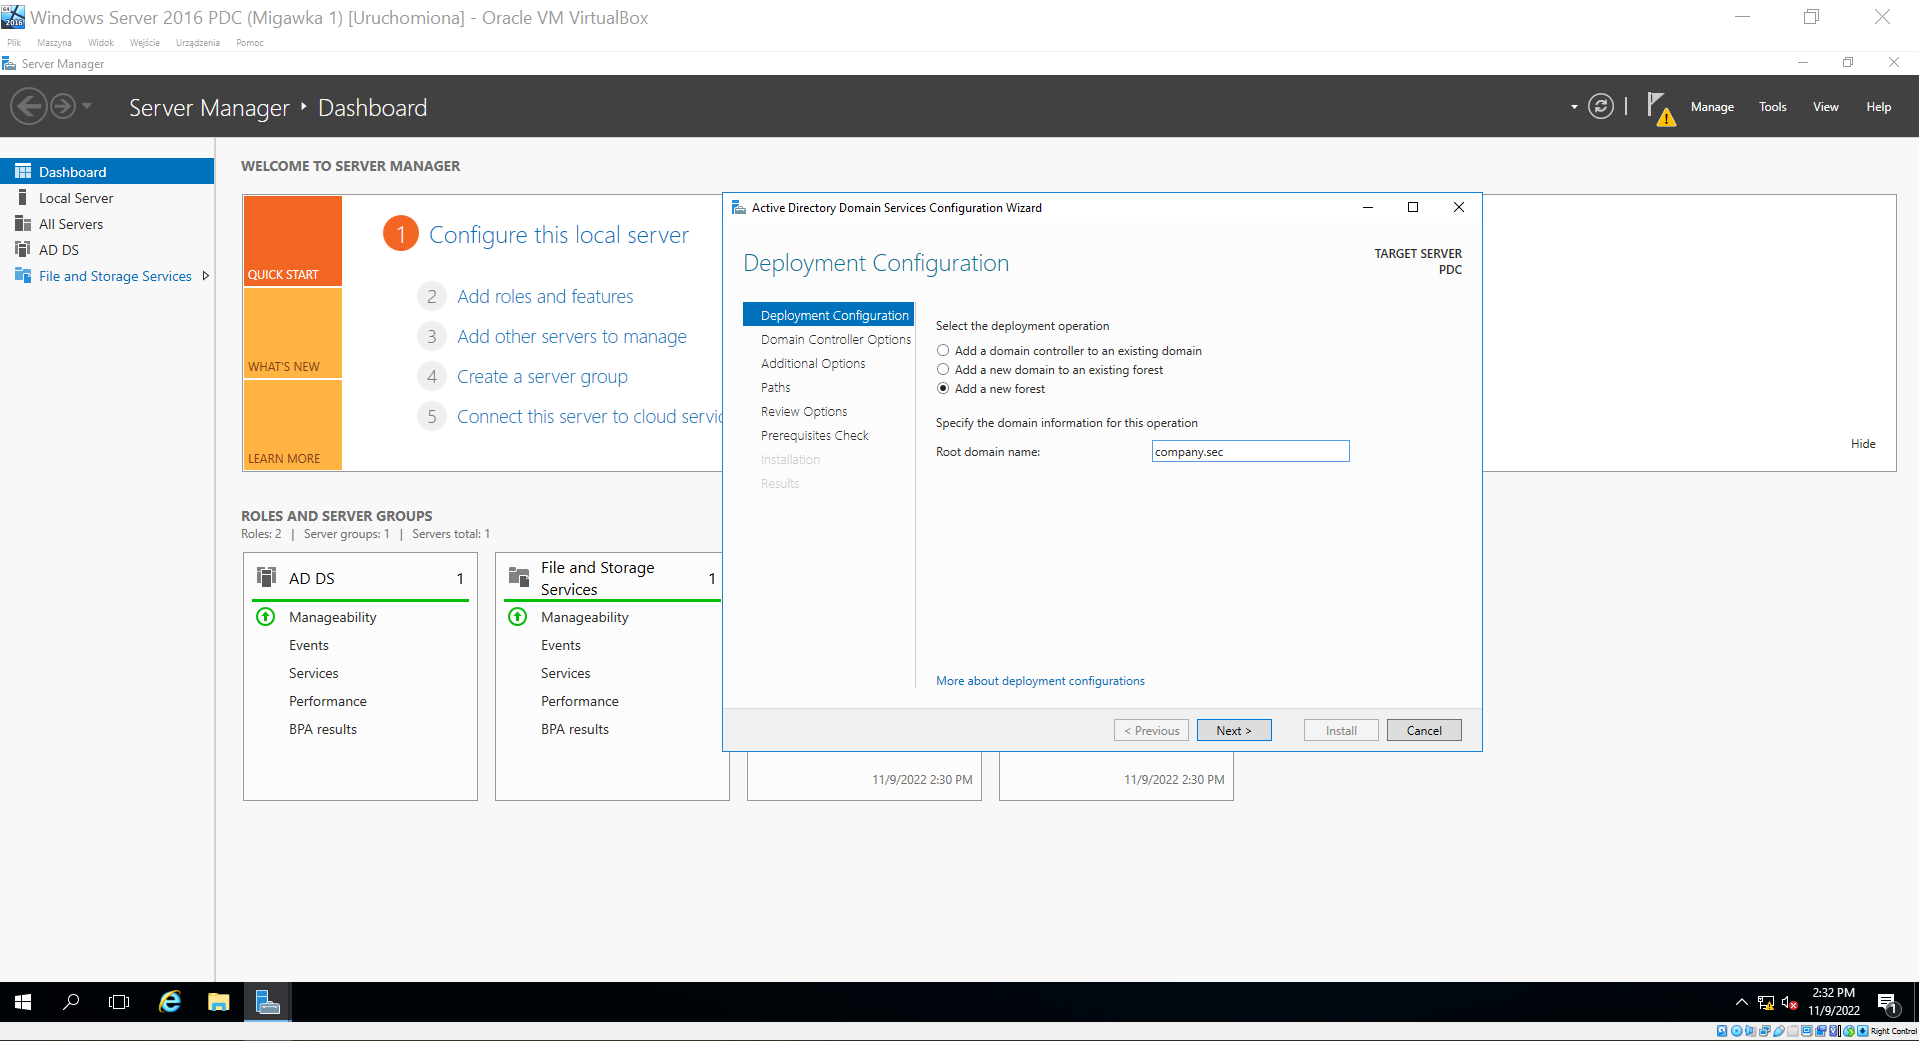 Windows Server 2016 PDC (Migawka 1) [Uruchomiona] - Oracle VM VirtualBox
Plik Maszyna Widok Wejście Urządzenia Pomoc
Server Manager
Server Manager ‣ Dashboard
Manage Tools View Help
Dashboard
Local Server
All Servers
AD DS
File and Storage Services
WELCOME TO SERVER MANAGER
QUICK START
WHAT'S NEW
LEARN MORE
1 Configure this local server
2 Add roles and features
3 Add other servers to manage
4 Create a server group
5 Connect this server to cloud servic
Hide
ROLES AND SERVER GROUPS
Roles: 2 | Server groups: 1 | Servers total: 1
AD DS 1
Manageability
Events
Services
Performance
BPA results
File and Storage
Services 1
Manageability
Events
Services
Performance
BPA results
11/9/2022 2:30 PM
11/9/2022 2:30 PM
Active Directory Domain Services Configuration Wizard
Deployment Configuration
TARGET SERVER
PDC
Deployment Configuration
Domain Controller Options
Additional Options
Paths
Review Options
Prerequisites Check
Installation
Results
Select the deployment operation
Add a domain controller to an existing domain
Add a new domain to an existing forest
Add a new forest
Specify the domain information for this operation
Root domain name: company.sec
More about deployment configurations
< Previous Next > Install Cancel
2:32 PM
11/9/2022
1
Right Control
64
2016